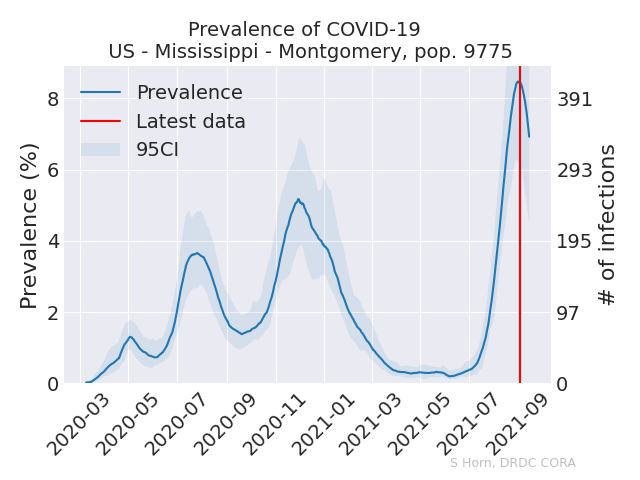 Prevalence of COVID-19
US - Mississippi - Montgomery, pop. 9775
Prevalence
Latest data
95CI
Prevalence (%)
8
6
4
2
0
391
293
195
97
0
# of infections
2020-03
2020-05
2020-07
2020-09
2020-11
2021-01
2021-03
2021-05
2021-07
2021-09
S Horn, DRDC CORA